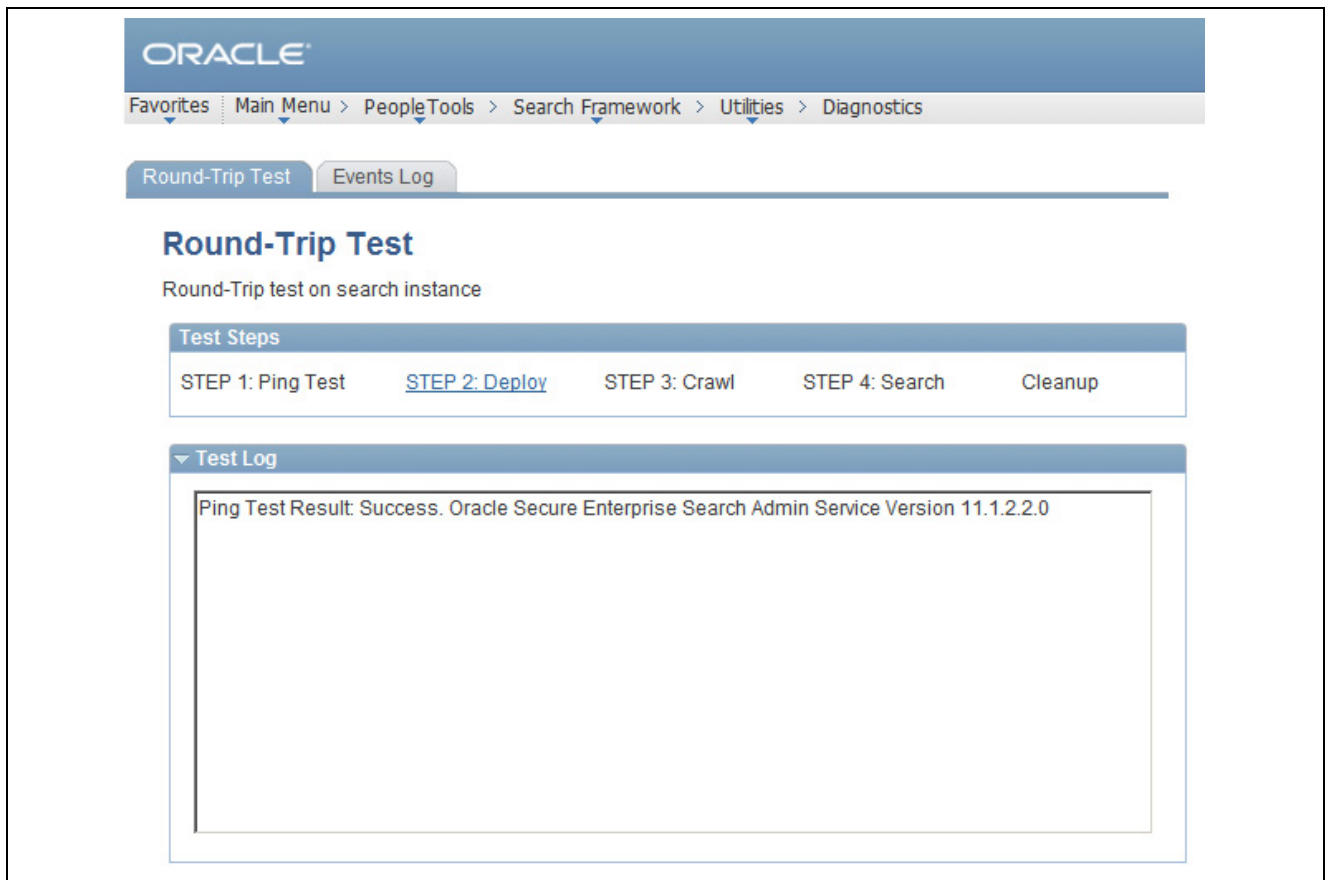 ORACLE
Favorites Main Menu > PeopleTools > Search Framework > Utilities > Diagnostics
Round-Trip Test Events Log
Round-Trip Test
Round-Trip test on search instance
Test Steps
STEP 1: Ping Test STEP 2: Deploy STEP 3: Crawl STEP 4: Search Cleanup
Test Log
Ping Test Result: Success. Oracle Secure Enterprise Search Admin Service Version 11.1.2.2.0